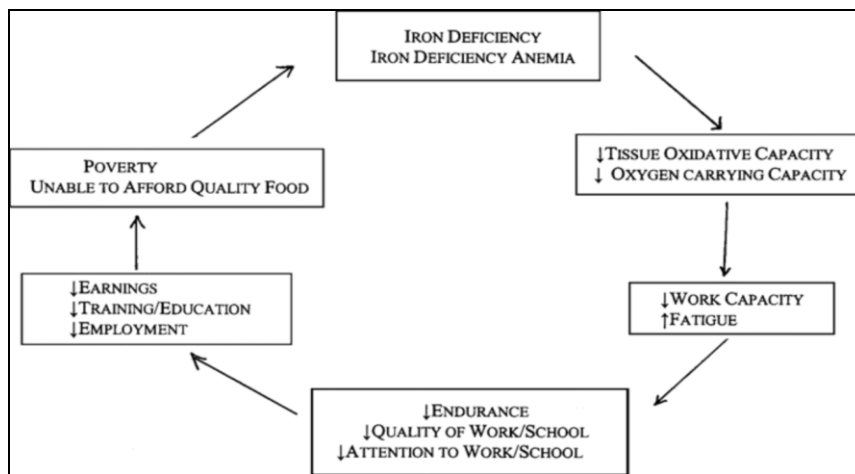 IRON DEFICIENCY
IRON DEFICIENCY ANEMIA
↓TISSUE OXIDATIVE CAPACITY
↓ OXYGEN CARRYING CAPACITY
↓WORK CAPACITY
↑FATIGUE
↓ENDURANCE
↓QUALITY OF WORK/SCHOOL
↓ATTENTION TO WORK/SCHOOL
↓EARNINGS
↓TRAINING/EDUCATION
↓EMPLOYMENT
POVERTY
UNABLE TO AFFORD QUALITY FOOD